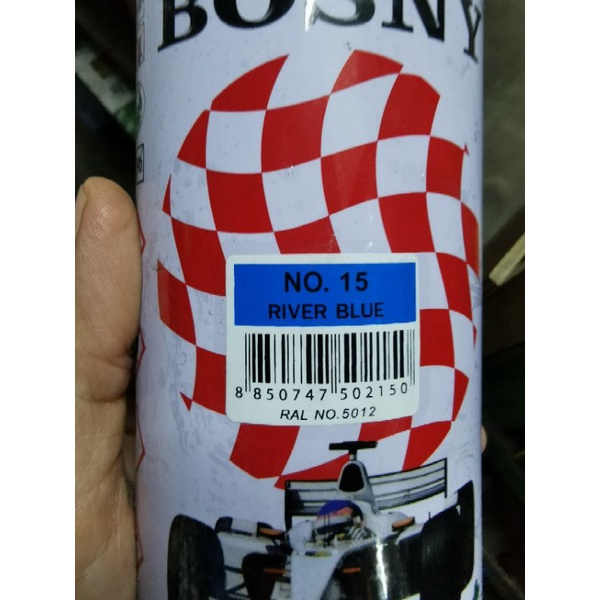 BOSNY
NO. 15
RIVER BLUE
8 850747 502150
RAL NO.5012